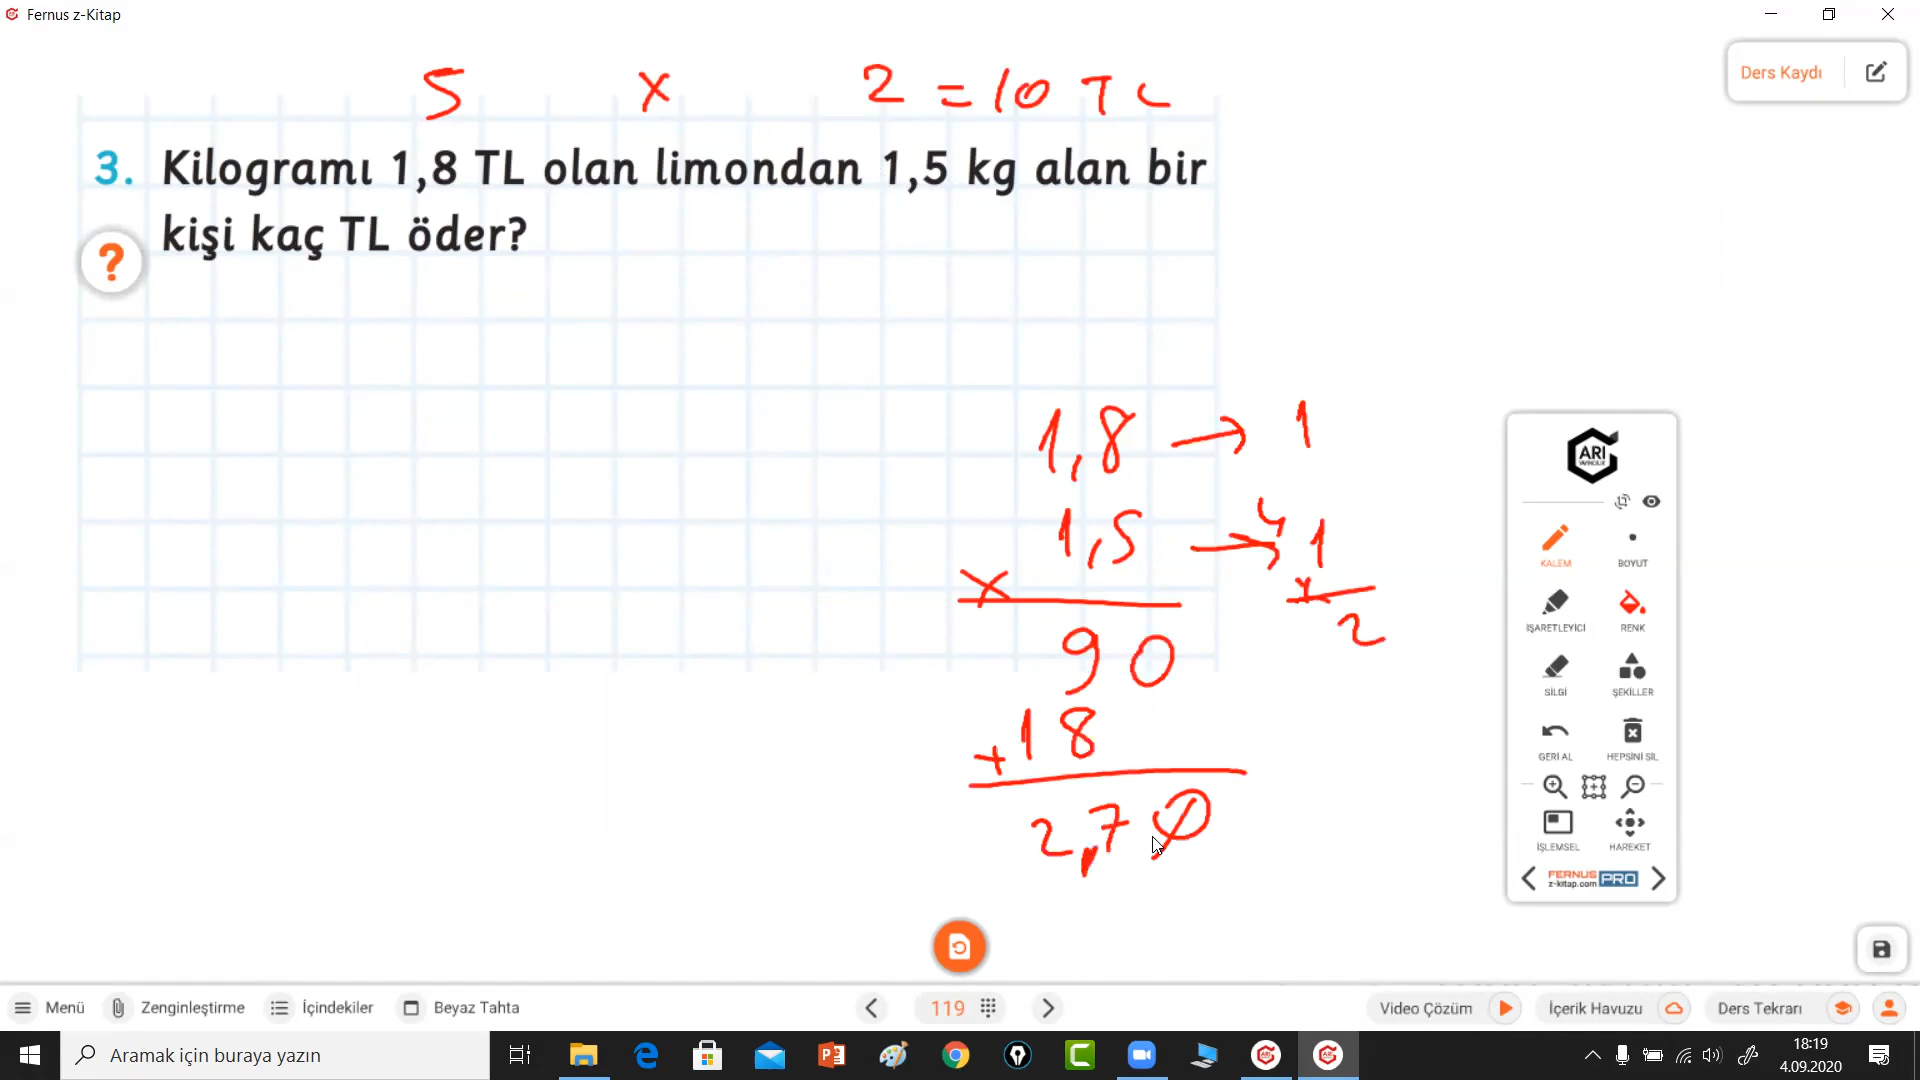 Fernus z-Kitap
5 x 2 = 10 TL
Ders Kaydı
3. Kilogramı 1,8 TL olan limondan 1,5 kg alan bir
kişi kaç TL öder?
?
1,8 → 1
1,5 → 1
x
x
2
90
+ 18
2,70
ARI
YAYINCILIK
KALEM
BOYUT
İŞARETLEYİCİ
RENK
SİLGİ
ŞEKİLLER
GERİ AL
HEPSİNİ SİL
İŞLEMSEL
HAREKET
FERNUS
z-kitap.com PRO
Menü
Zenginleştirme
İçindekiler
Beyaz Tahta
119
Video Çözüm
İçerik Havuzu
Ders Tekrarı
Aramak için buraya yazın
18:19
4.09.2020